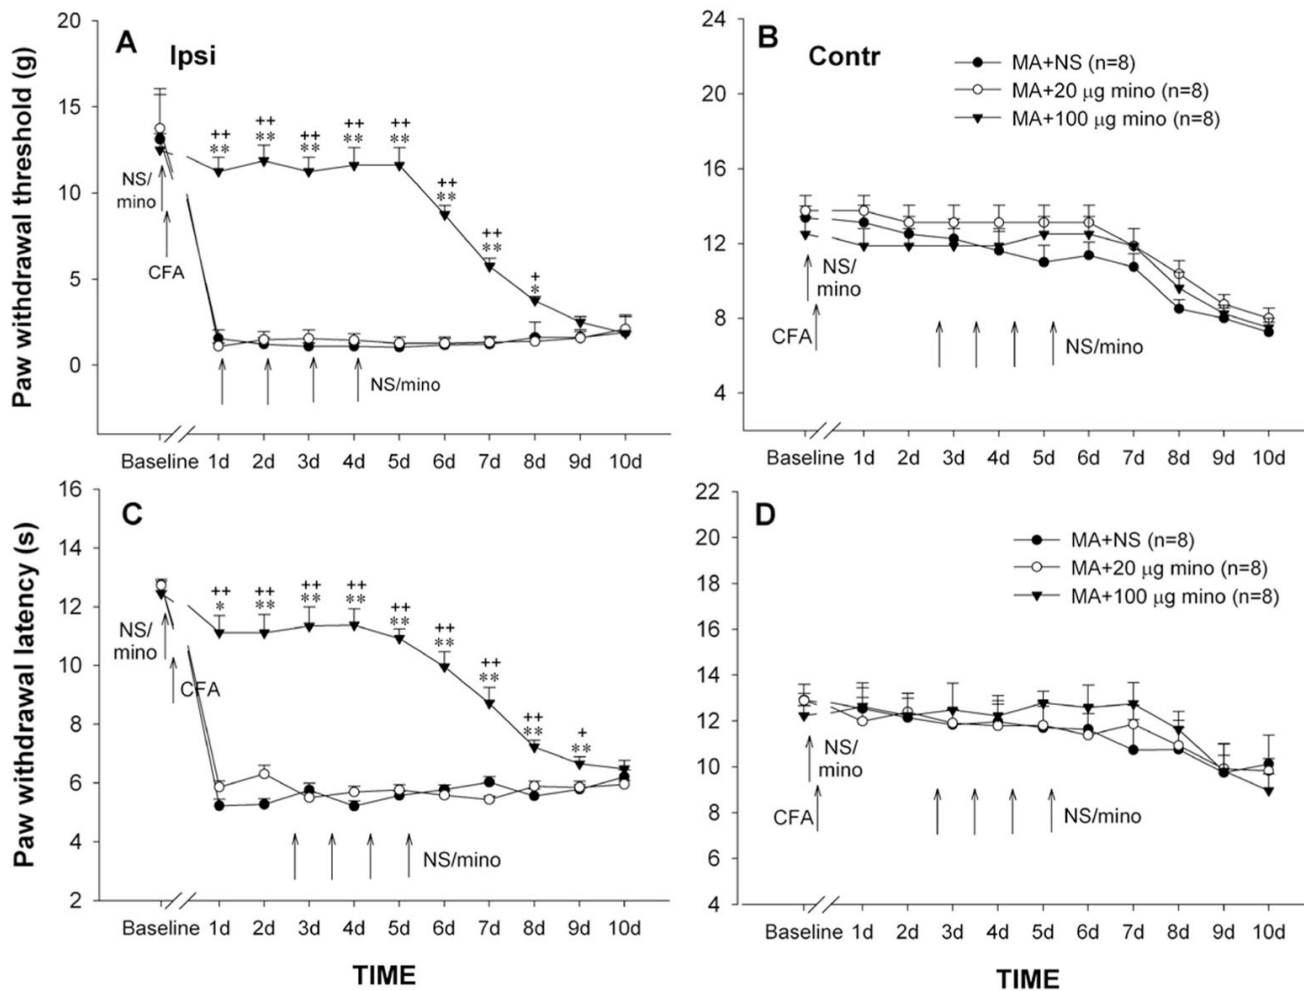 A
Ipsi
Paw withdrawal threshold (g)
20
15
10
5
0
++ ++ ++ ++ ++
** ** ** ** **
++
**
++
**
+
*
NS/
mino
CFA
NS/mino
Baseline 1d 2d 3d 4d 5d 6d 7d 8d 9d 10d
B
Contr
24
20
16
12
8
4
MA+NS (n=8)
MA+20 μg mino (n=8)
MA+100 μg mino (n=8)
NS/
mino
CFA
NS/mino
Baseline 1d 2d 3d 4d 5d 6d 7d 8d 9d 10d
C
Paw withdrawal latency (s)
16
14
12
10
8
6
4
2
++ ++ ++ ++ ++
* ** ** ** **
++
**
++
**
++
**
+
**
NS/
mino
CFA
NS/mino
Baseline 1d 2d 3d 4d 5d 6d 7d 8d 9d 10d
TIME
D
22
20
18
16
14
12
10
8
6
4
MA+NS (n=8)
MA+20 μg mino (n=8)
MA+100 μg mino (n=8)
NS/
mino
CFA
NS/mino
Baseline 1d 2d 3d 4d 5d 6d 7d 8d 9d 10d
TIME